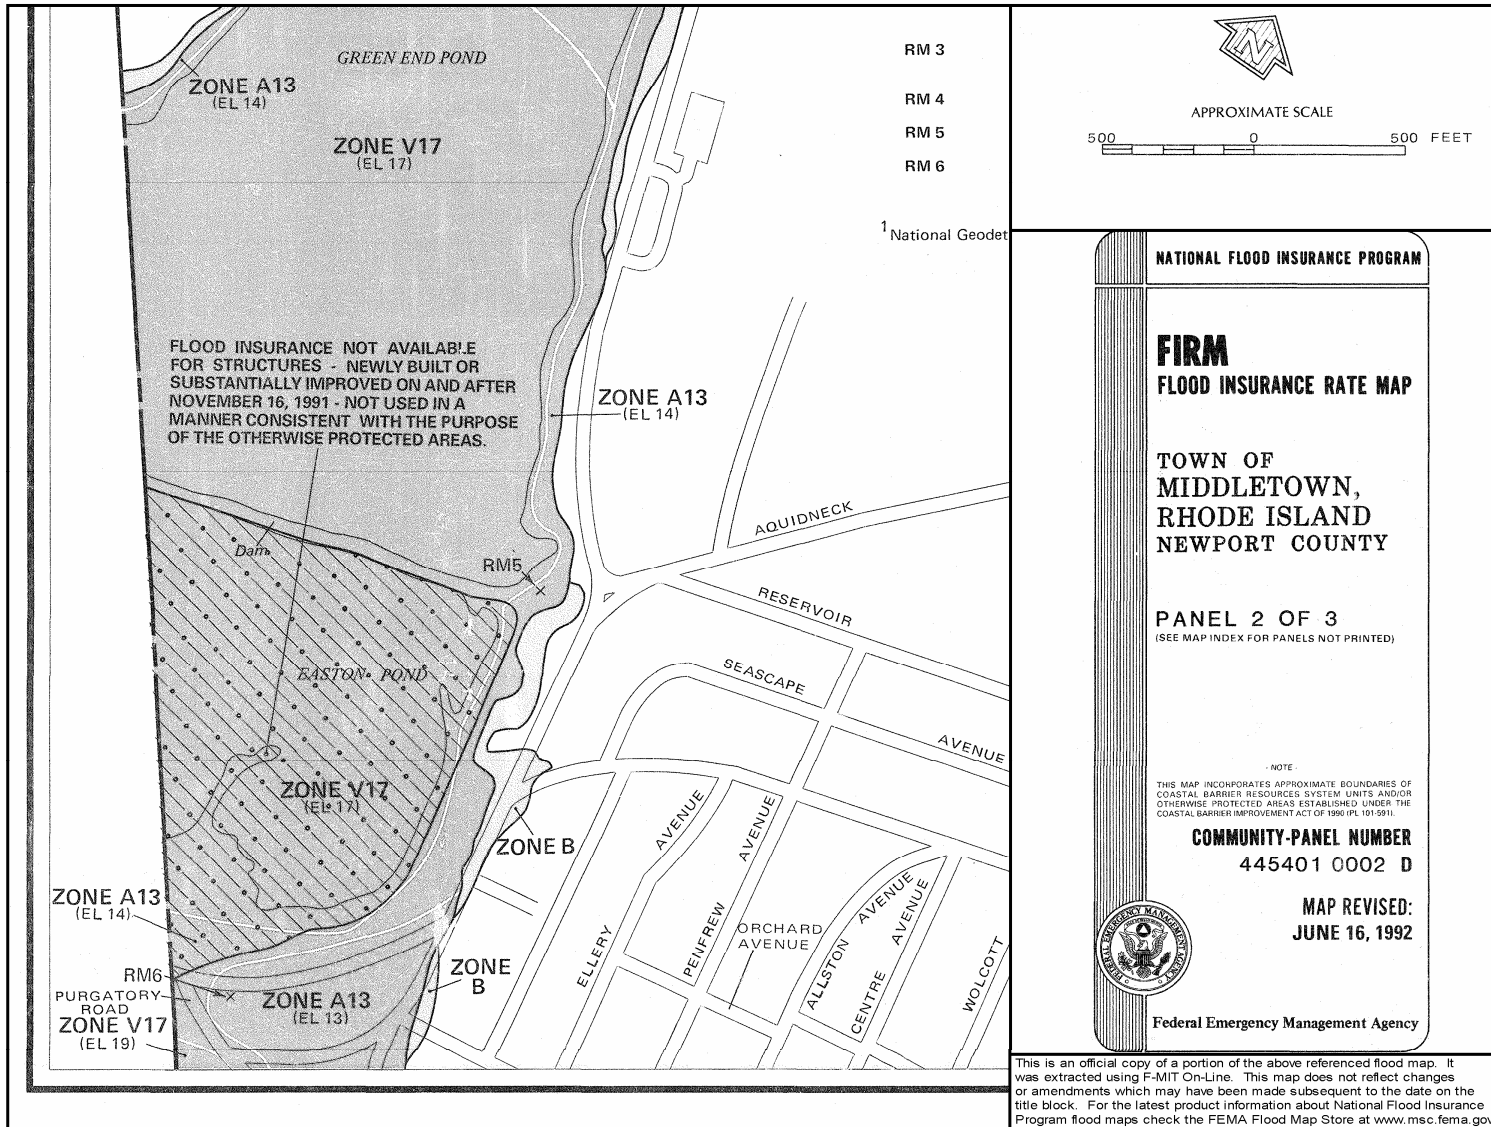 GREEN END POND
ZONE A13
(EL 14)
ZONE V17
(EL 17)
RM 3
RM 4
RM 5
RM 6
1 National Geodet
FLOOD INSURANCE NOT AVAILABLE
FOR STRUCTURES - NEWLY BUILT OR
SUBSTANTIALLY IMPROVED ON AND AFTER
NOVEMBER 16, 1991 - NOT USED IN A
MANNER CONSISTENT WITH THE PURPOSE
OF THE OTHERWISE PROTECTED AREAS.
ZONE A13
(EL 14)
AQUIDNECK
Dam
RM5
RESERVOIR
SEASCAPE
AVENUE
EASTON POND
ZONE V17
(EL 17)
AVENUE
AVENUE
ZONE B
ZONE A13
(EL 14)
ELLERY
PENFREW
ORCHARD
AVENUE
ALLSTON
AVENUE
CENTRE
AVENUE
WOLCOTT
ZONE
B
RM6
PURGATORY
ROAD
ZONE A13
(EL 13)
ZONE V17
(EL 19)
N
APPROXIMATE SCALE
500 0 500 FEET
NATIONAL FLOOD INSURANCE PROGRAM
FIRM
FLOOD INSURANCE RATE MAP
TOWN OF
MIDDLETOWN,
RHODE ISLAND
NEWPORT COUNTY
PANEL 2 OF 3
(SEE MAP INDEX FOR PANELS NOT PRINTED)
- NOTE -
THIS MAP INCORPORATES APPROXIMATE BOUNDARIES OF
COASTAL BARRIER RESOURCES SYSTEM UNITS AND/OR
OTHERWISE PROTECTED AREAS ESTABLISHED UNDER THE
COASTAL BARRIER IMPROVEMENT ACT OF 1990 (PL 101-591).
COMMUNITY-PANEL NUMBER
445401 0002 D
MAP REVISED:
JUNE 16, 1992
FEDERAL EMERGENCY MANAGEMENT AGENCY
Federal Emergency Management Agency
This is an official copy of a portion of the above referenced flood map. It
was extracted using F-MIT On-Line. This map does not reflect changes
or amendments which may have been made subsequent to the date on the
title block. For the latest product information about National Flood Insurance
Program flood maps check the FEMA Flood Map Store at www.msc.fema.gov